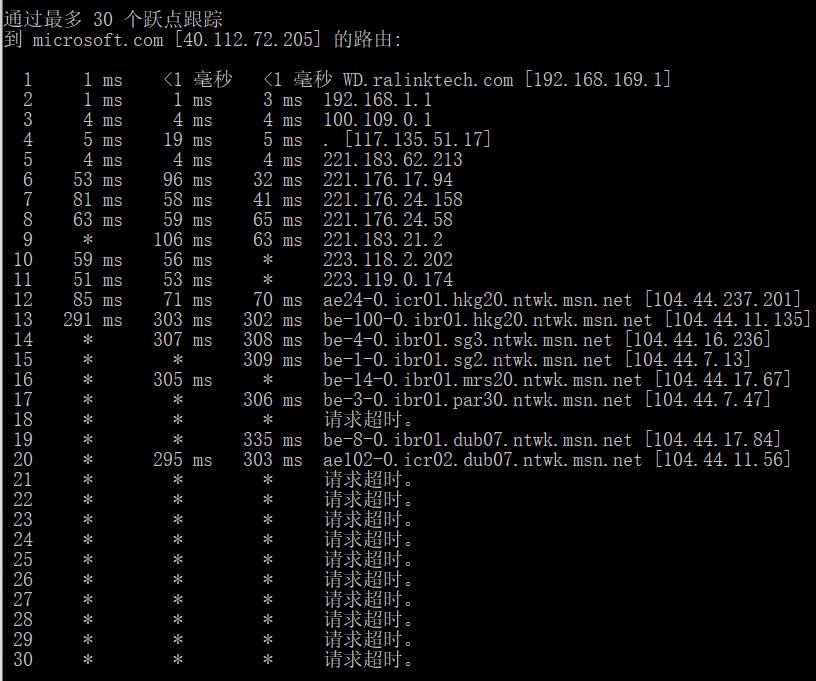 通过最多 30 个跃点跟踪
到 microsoft.com [40.112.72.205] 的路由:
1 1 ms <1 毫秒 <1 毫秒 WD.ralinktech.com [192.168.169.1]
2 1 ms 1 ms 3 ms 192.168.1.1
3 4 ms 4 ms 4 ms 100.109.0.1
4 5 ms 19 ms 5 ms . [117.135.51.17]
5 4 ms 4 ms 4 ms 221.183.62.213
6 53 ms 96 ms 32 ms 221.176.17.94
7 81 ms 58 ms 41 ms 221.176.24.158
8 63 ms 59 ms 65 ms 221.176.24.58
9 * 106 ms 63 ms 221.183.21.2
10 59 ms 56 ms * 223.118.2.202
11 51 ms 53 ms * 223.119.0.174
12 85 ms 71 ms 70 ms ae24-0.icr01.hkg20.ntwk.msn.net [104.44.237.201]
13 291 ms 303 ms 302 ms be-100-0.ibr01.hkg20.ntwk.msn.net [104.44.11.135]
14 * 307 ms 308 ms be-4-0.ibr01.sg3.ntwk.msn.net [104.44.16.236]
15 * * 309 ms be-1-0.ibr01.sg2.ntwk.msn.net [104.44.7.13]
16 * 305 ms * be-14-0.ibr01.mrs20.ntwk.msn.net [104.44.17.67]
17 * * 306 ms be-3-0.ibr01.par30.ntwk.msn.net [104.44.7.47]
18 * * * 请求超时。
19 * * 335 ms be-8-0.ibr01.dub07.ntwk.msn.net [104.44.17.84]
20 * 295 ms 303 ms ae102-0.icr02.dub07.ntwk.msn.net [104.44.11.56]
21 * * * 请求超时。
22 * * * 请求超时。
23 * * * 请求超时。
24 * * * 请求超时。
25 * * * 请求超时。
26 * * * 请求超时。
27 * * * 请求超时。
28 * * * 请求超时。
29 * * * 请求超时。
30 * * * 请求超时。